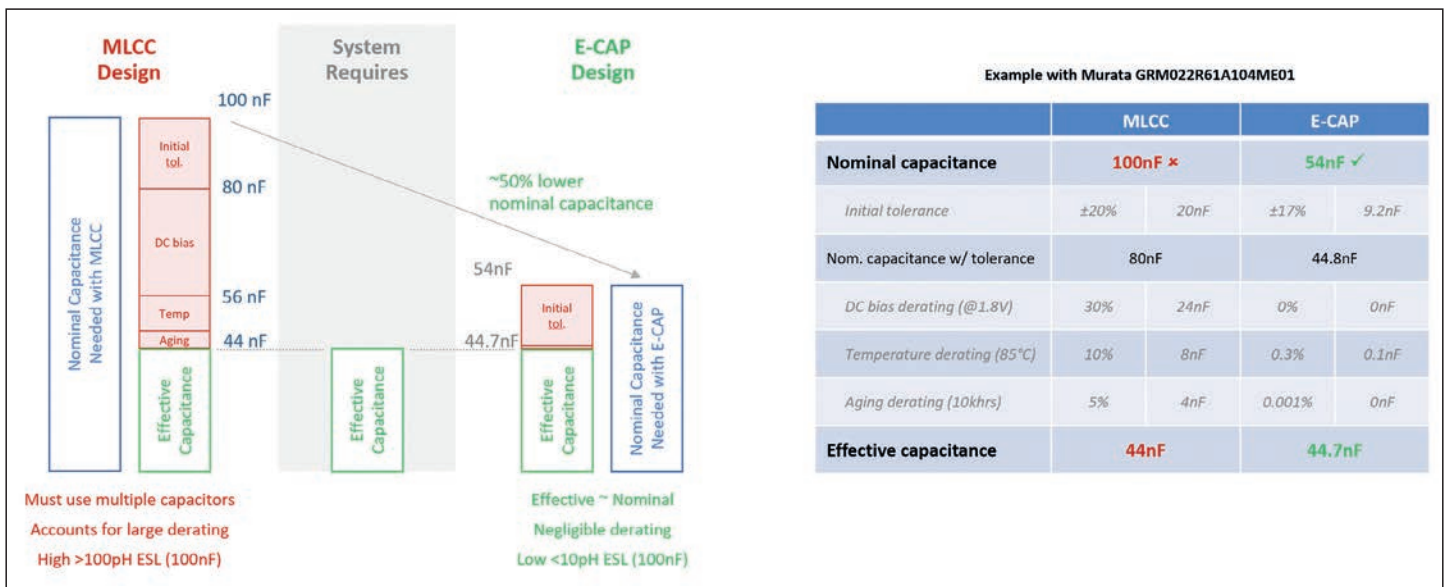 MLCC
Design
System
Requires
E-CAP
Design
100 nF
Initial
tol.
80 nF
DC bias
56 nF
Temp
Aging
44 nF
Effective
Capacitance
Nominal Capacitance
Needed with MLCC
Effective
Capacitance
~50% lower
nominal capacitance
54nF
Initial
tol.
44.7nF
Effective
Capacitance
Nominal Capacitance
Needed with E-CAP
Must use multiple capacitors
Accounts for large derating
High >100pH ESL (100nF)
Effective ~ Nominal
Negligible derating
Low <10pH ESL (100nF)
Example with Murata GRM022R61A104ME01
MLCC E-CAP
Nominal capacitance 100nF × 54nF ✓
Initial tolerance ±20% 20nF ±17% 9.2nF
Nom. capacitance w/ tolerance 80nF 44.8nF
DC bias derating (@1.8V) 30% 24nF 0% 0nF
Temperature derating (85°C) 10% 8nF 0.3% 0.1nF
Aging derating (10khrs) 5% 4nF 0.001% 0nF
Effective capacitance 44nF 44.7nF